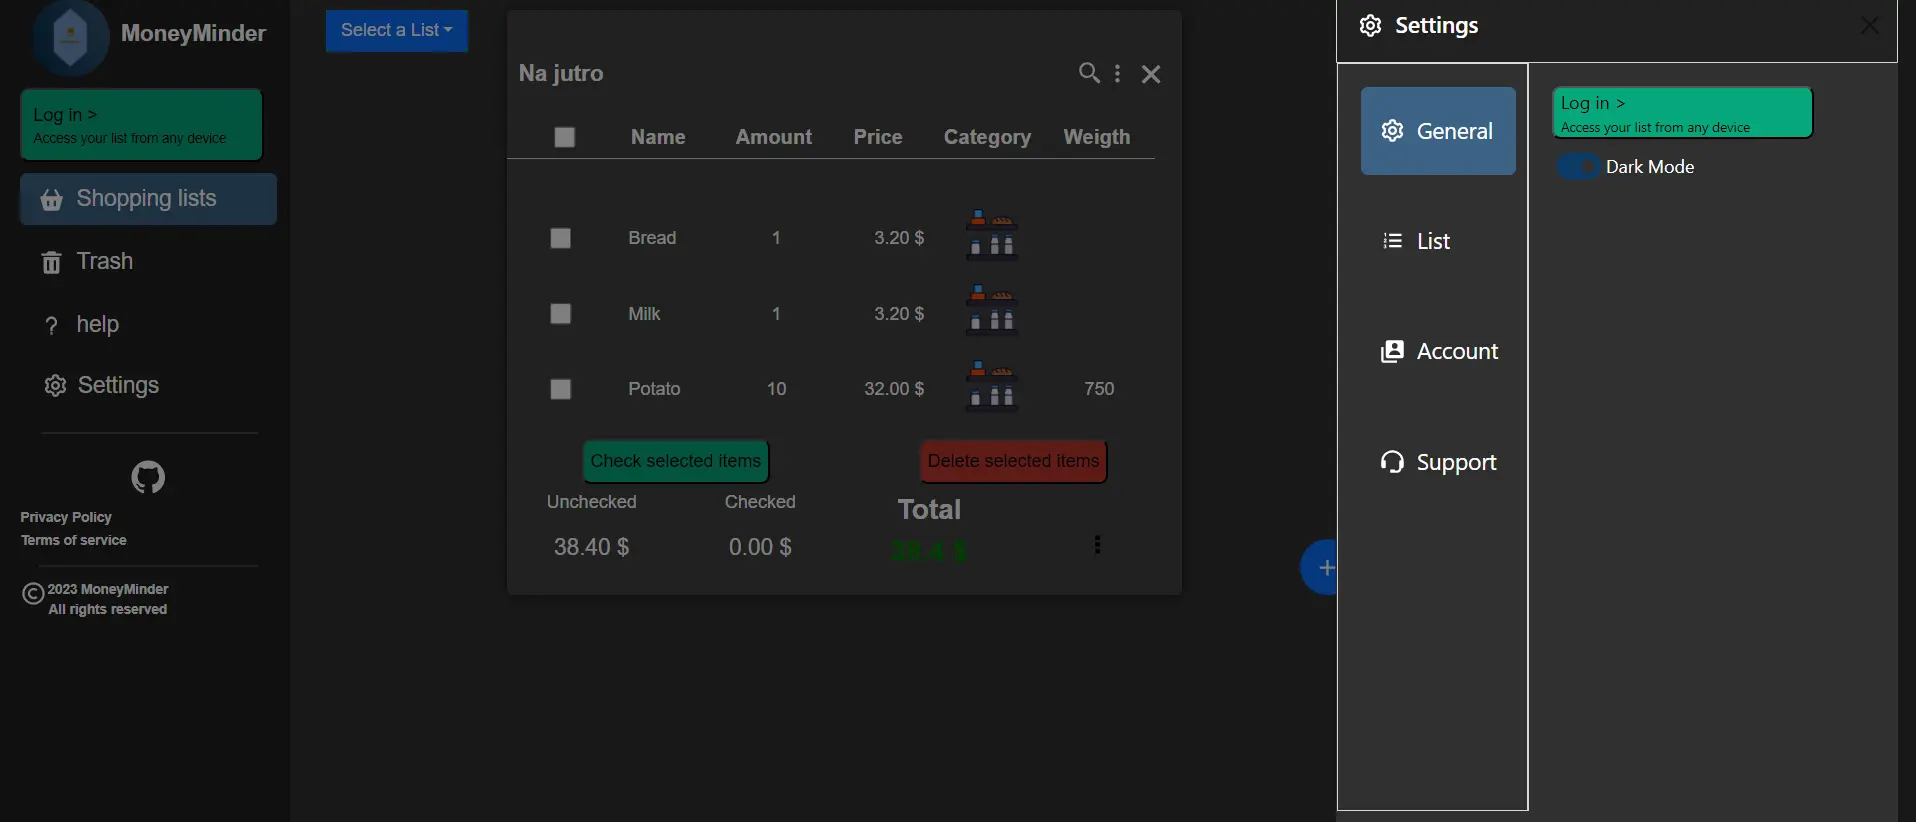 MoneyMinder
Log in >
Access your list from any device
Shopping lists
Trash
? help
Settings
Privacy Policy
Terms of service
© 2023 MoneyMinder
All rights reserved
Select a List
Na jutro
Name Amount Price Category Weigth
Bread 1 3.20 $
Milk 1 3.20 $
Potato 10 32.00 $ 750
Check selected items Delete selected items
Unchecked Checked Total
38.40 $ 0.00 $ 38.4 $
+
Settings
General
List
Account
Support
Log in >
Access your list from any device
Dark Mode